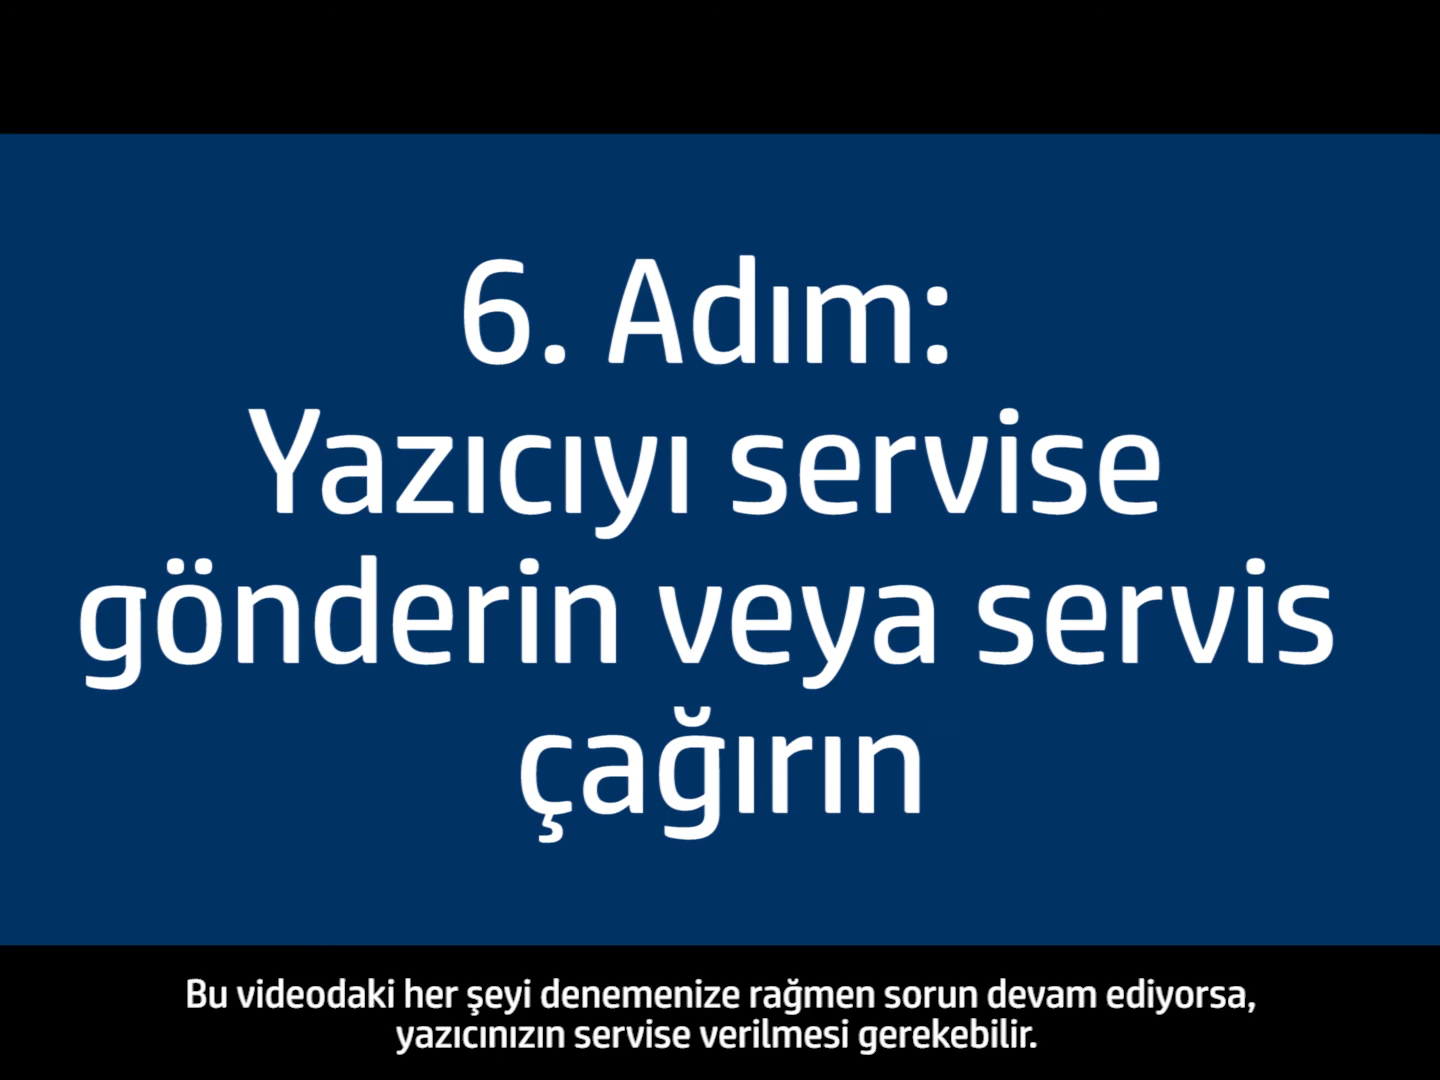 6. Adım:
Yazıcıyı servise
gönderin veya servis
çağırın
Bu videodaki her şeyi denemenize rağmen sorun devam ediyorsa,
yazıcınızın servise verilmesi gerekebilir.